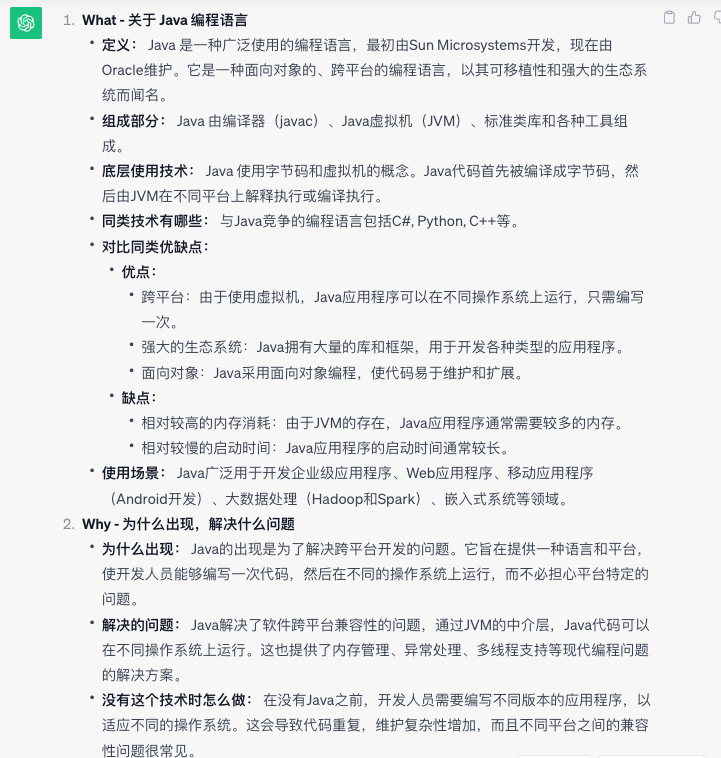 1. What - 关于 Java 编程语言
• 定义： Java 是一种广泛使用的编程语言，最初由Sun Microsystems开发，现在由
Oracle维护。它是一种面向对象的、跨平台的编程语言，以其可移植性和强大的生态系
统而闻名。
• 组成部分： Java 由编译器（javac）、Java虚拟机（JVM）、标准类库和各种工具组
成。
• 底层使用技术： Java 使用字节码和虚拟机的概念。Java代码首先被编译成字节码，然
后由JVM在不同平台上解释执行或编译执行。
• 同类技术有哪些： 与Java竞争的编程语言包括C#, Python, C++等。
• 对比同类优缺点：
• 优点：
• 跨平台：由于使用虚拟机，Java应用程序可以在不同操作系统上运行，只需编写
一次。
• 强大的生态系统：Java拥有大量的库和框架，用于开发各种类型的应用程序。
• 面向对象：Java采用面向对象编程，使代码易于维护和扩展。
• 缺点：
• 相对较高的内存消耗：由于JVM的存在，Java应用程序通常需要较多的内存。
• 相对较慢的启动时间：Java应用程序的启动时间通常较长。
• 使用场景： Java广泛用于开发企业级应用程序、Web应用程序、移动应用程序
（Android开发）、大数据处理（Hadoop和Spark）、嵌入式系统等领域。
2. Why - 为什么出现，解决什么问题
• 为什么出现： Java的出现是为了解决跨平台开发的问题。它旨在提供一种语言和平台，
使开发人员能够编写一次代码，然后在不同的操作系统上运行，而不必担心平台特定的
问题。
• 解决的问题： Java解决了软件跨平台兼容性的问题，通过JVM的中介层，Java代码可以
在不同操作系统上运行。这也提供了内存管理、异常处理、多线程支持等现代编程问题
的解决方案。
• 没有这个技术时怎么做： 在没有Java之前，开发人员需要编写不同版本的应用程序，以
适应不同的操作系统。这会导致代码重复，维护复杂性增加，而且不同平台之间的兼容
性问题很常见。